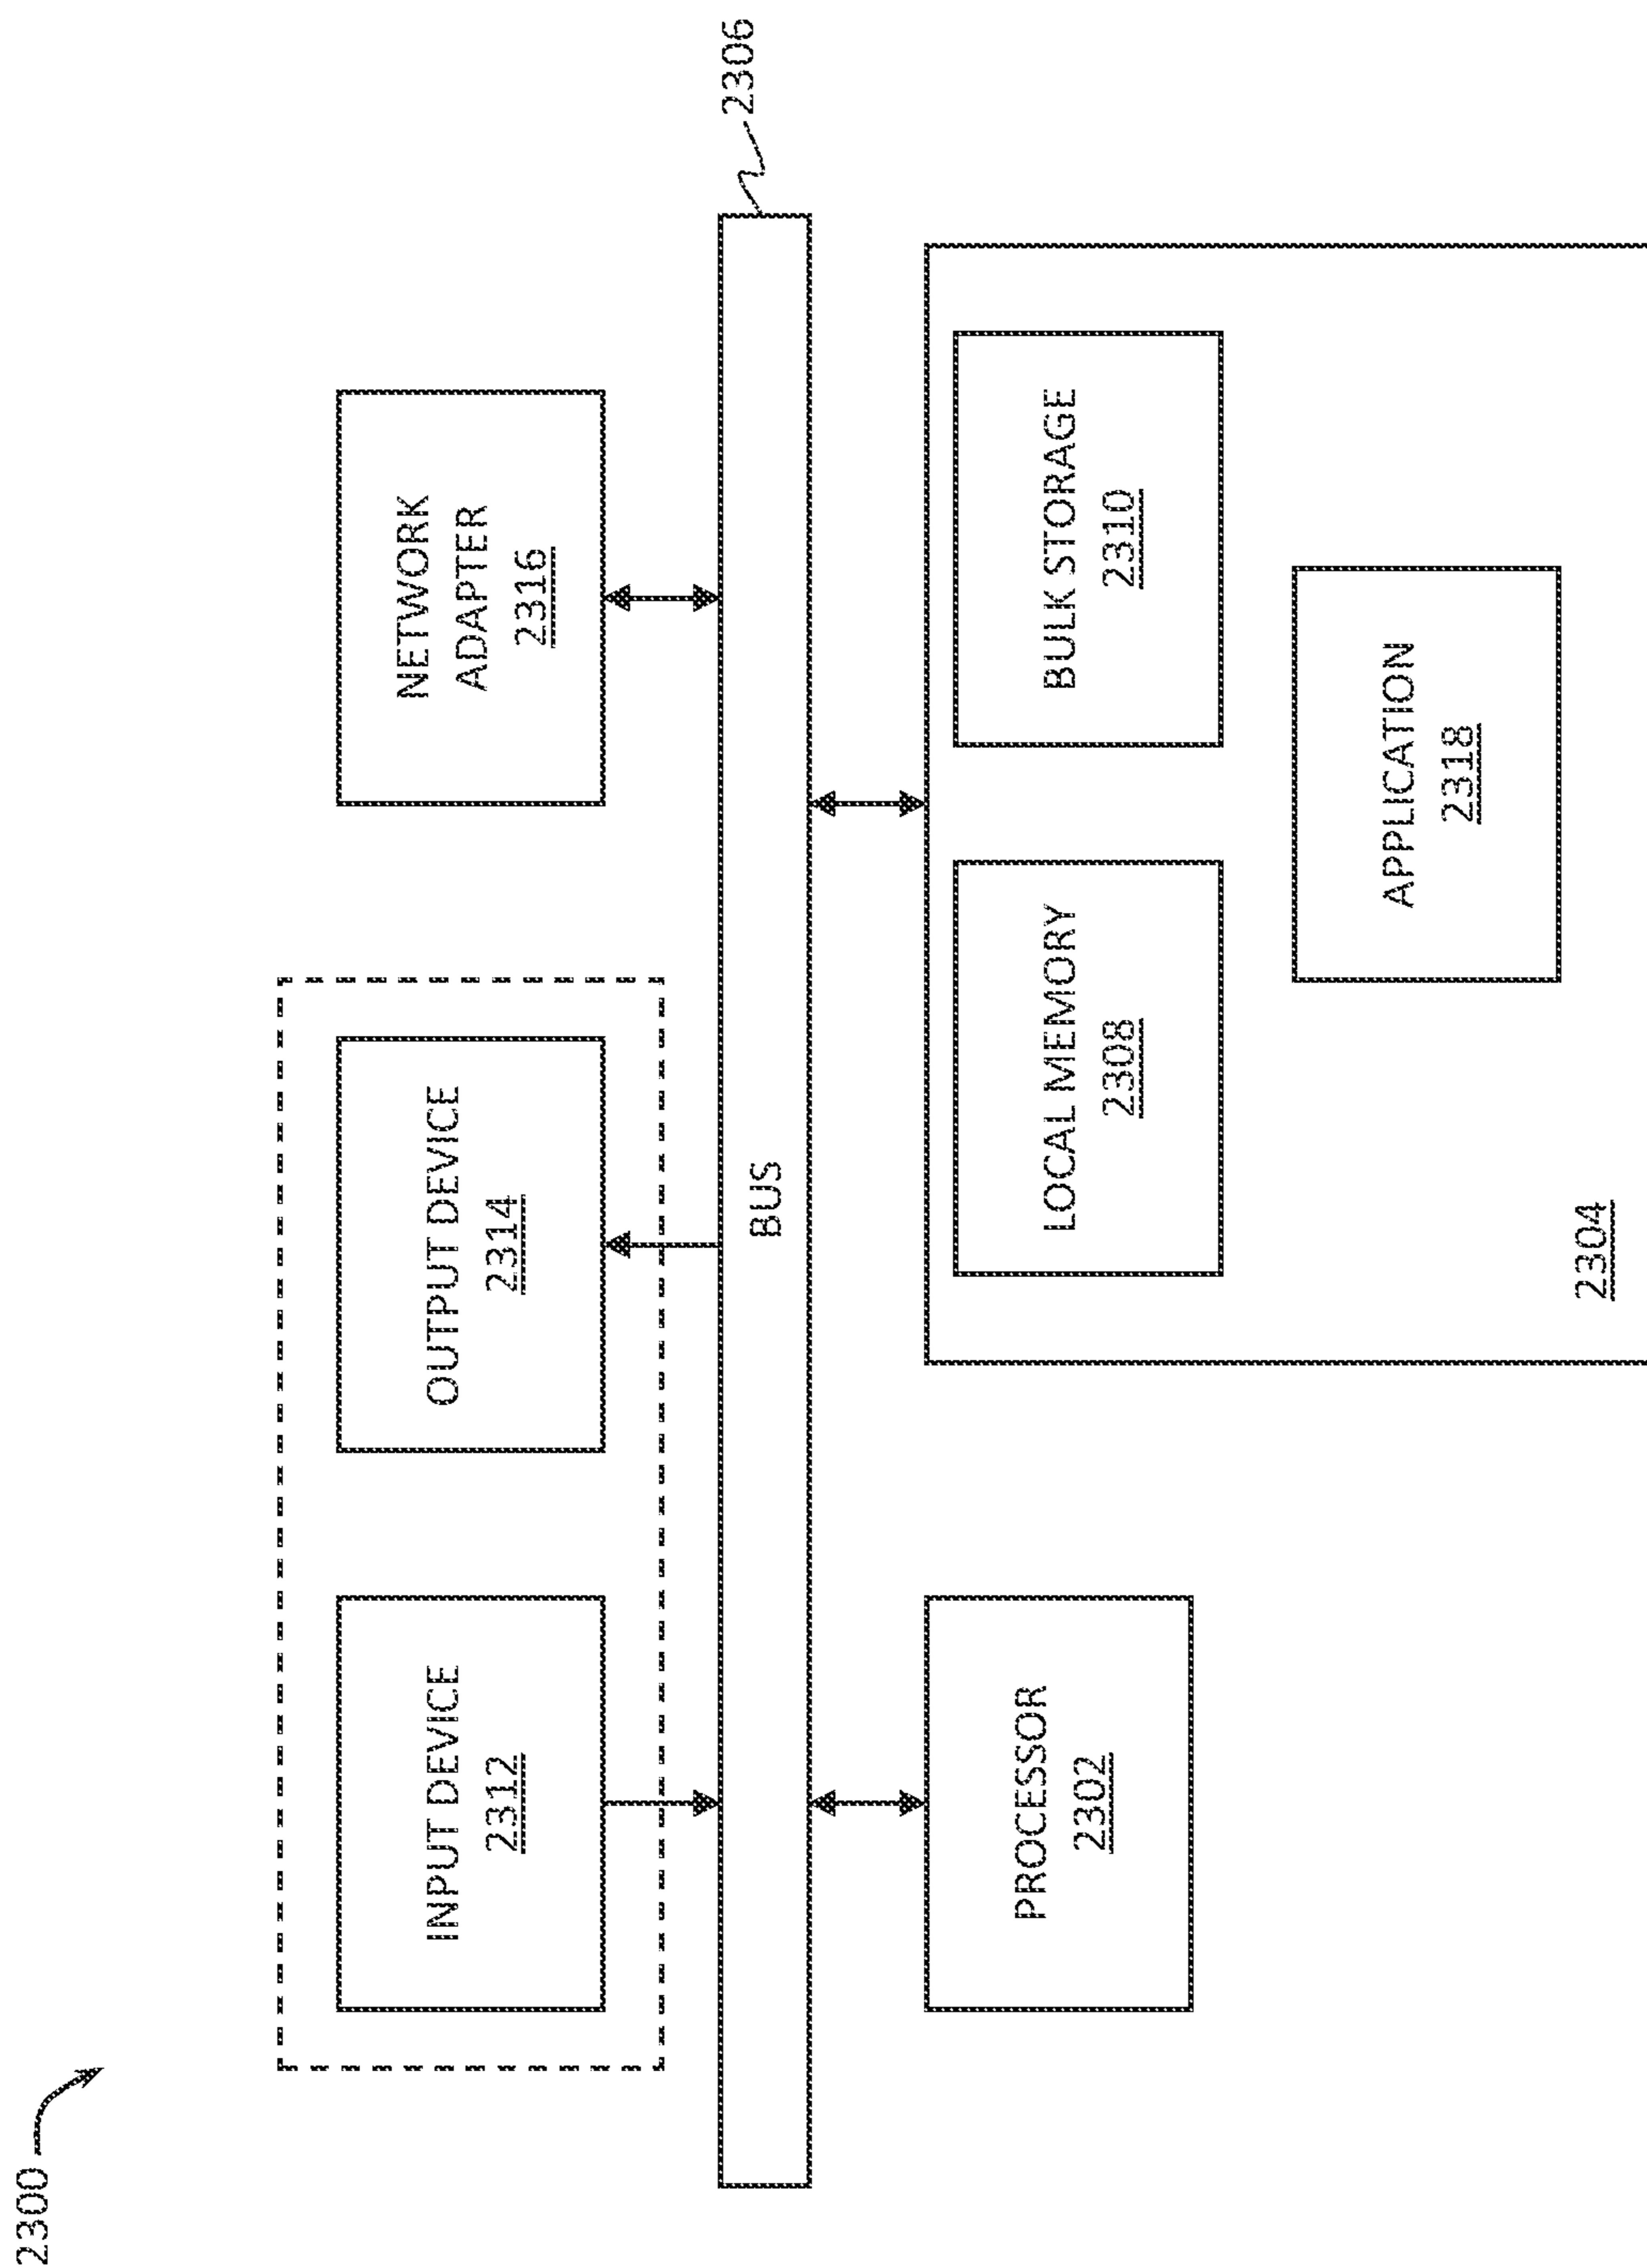 2300
INPUT DEVICE
2312
OUTPUT DEVICE
2314
NETWORK
ADAPTER
2316
BUS
2306
PROCESSOR
2302
LOCAL MEMORY
2308
BULK STORAGE
2310
APPLICATION
2318
2304